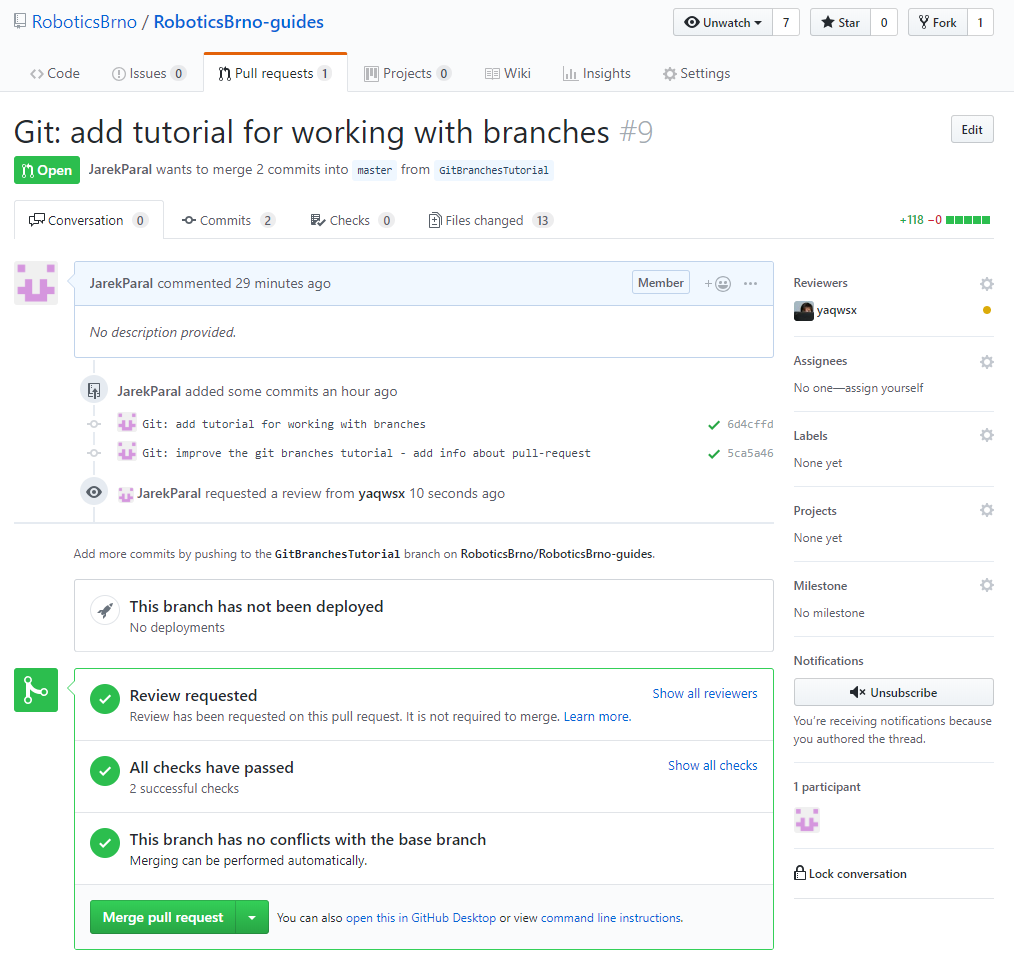 RoboticsBrno / RoboticsBrno-guides
Unwatch 7 Star 0 Fork 1
Code Issues 0 Pull requests 1 Projects 0 Wiki Insights Settings
Git: add tutorial for working with branches #9
Edit
Open JarekParal wants to merge 2 commits into master from GitBranchesTutorial
Conversation 0 Commits 2 Checks 0 Files changed 13 +118 −0
JarekParal commented 29 minutes ago Member
No description provided.
JarekParal added some commits an hour ago
Git: add tutorial for working with branches 6d4cffd
Git: improve the git branches tutorial - add info about pull-request 5ca5a46
JarekParal requested a review from yaqwsx 10 seconds ago
Add more commits by pushing to the GitBranchesTutorial branch on RoboticsBrno/RoboticsBrno-guides.
This branch has not been deployed
No deployments
Review requested
Show all reviewers
Review has been requested on this pull request. It is not required to merge. Learn more.
All checks have passed
Show all checks
2 successful checks
This branch has no conflicts with the base branch
Merging can be performed automatically.
Merge pull request You can also open this in GitHub Desktop or view command line instructions.
Reviewers
yaqwsx
Assignees
No one—assign yourself
Labels
None yet
Projects
None yet
Milestone
No milestone
Notifications
Unsubscribe
You're receiving notifications because
you authored the thread.
1 participant
Lock conversation